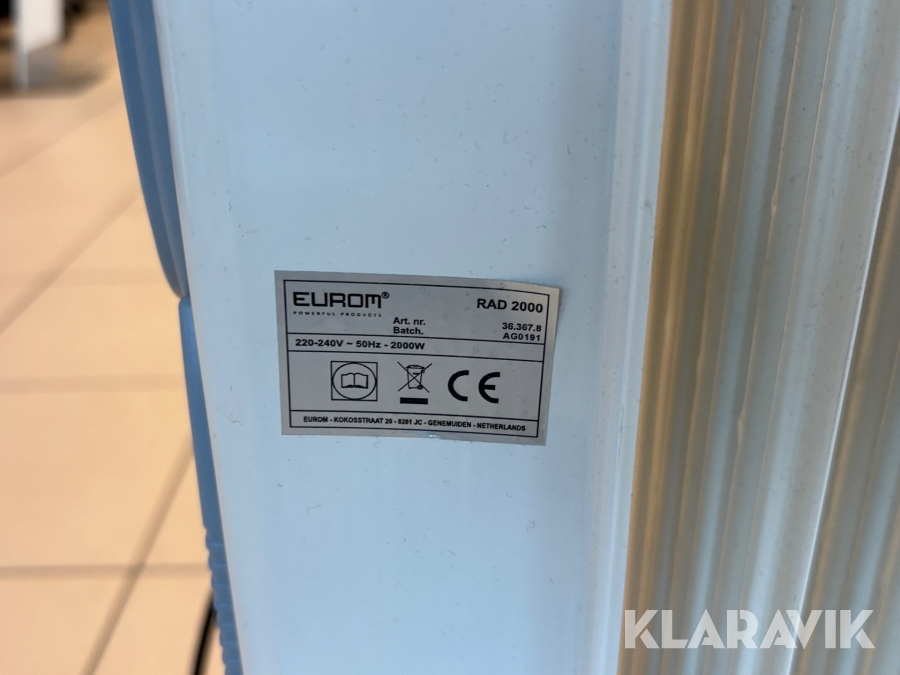 EUROM® RAD 2000
POWERFUL PRODUCTS
Art. nr. 36.367.8
Batch. AG0191
220-240V ~ 50Hz - 2000W
CE
EUROM - KOKOSSTRAAT 20 - 8281 JC - GENEMUIDEN - NETHERLANDS
KLARAVIK